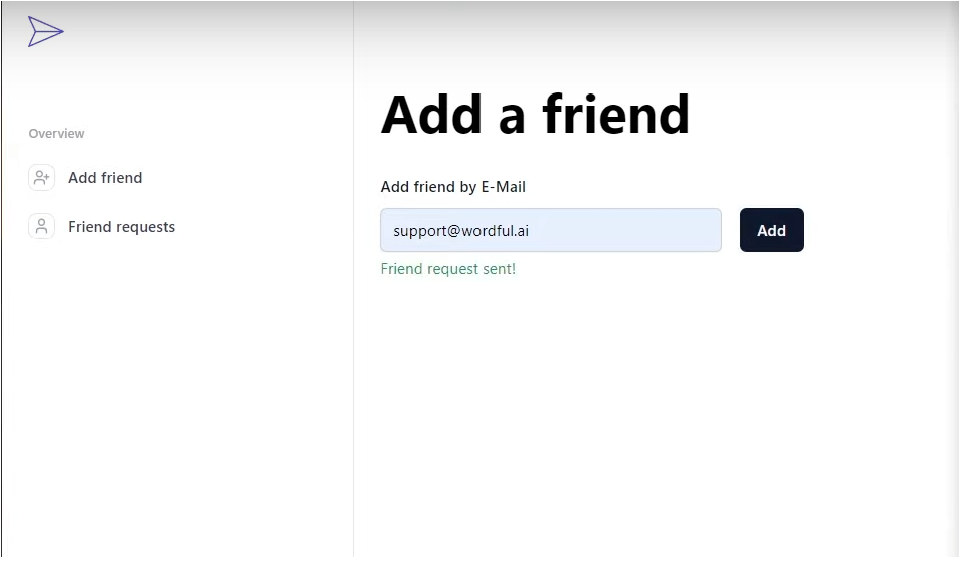 Overview
Add friend
Friend requests
Add a friend
Add friend by E-Mail
support@wordful.ai
Add
Friend request sent!